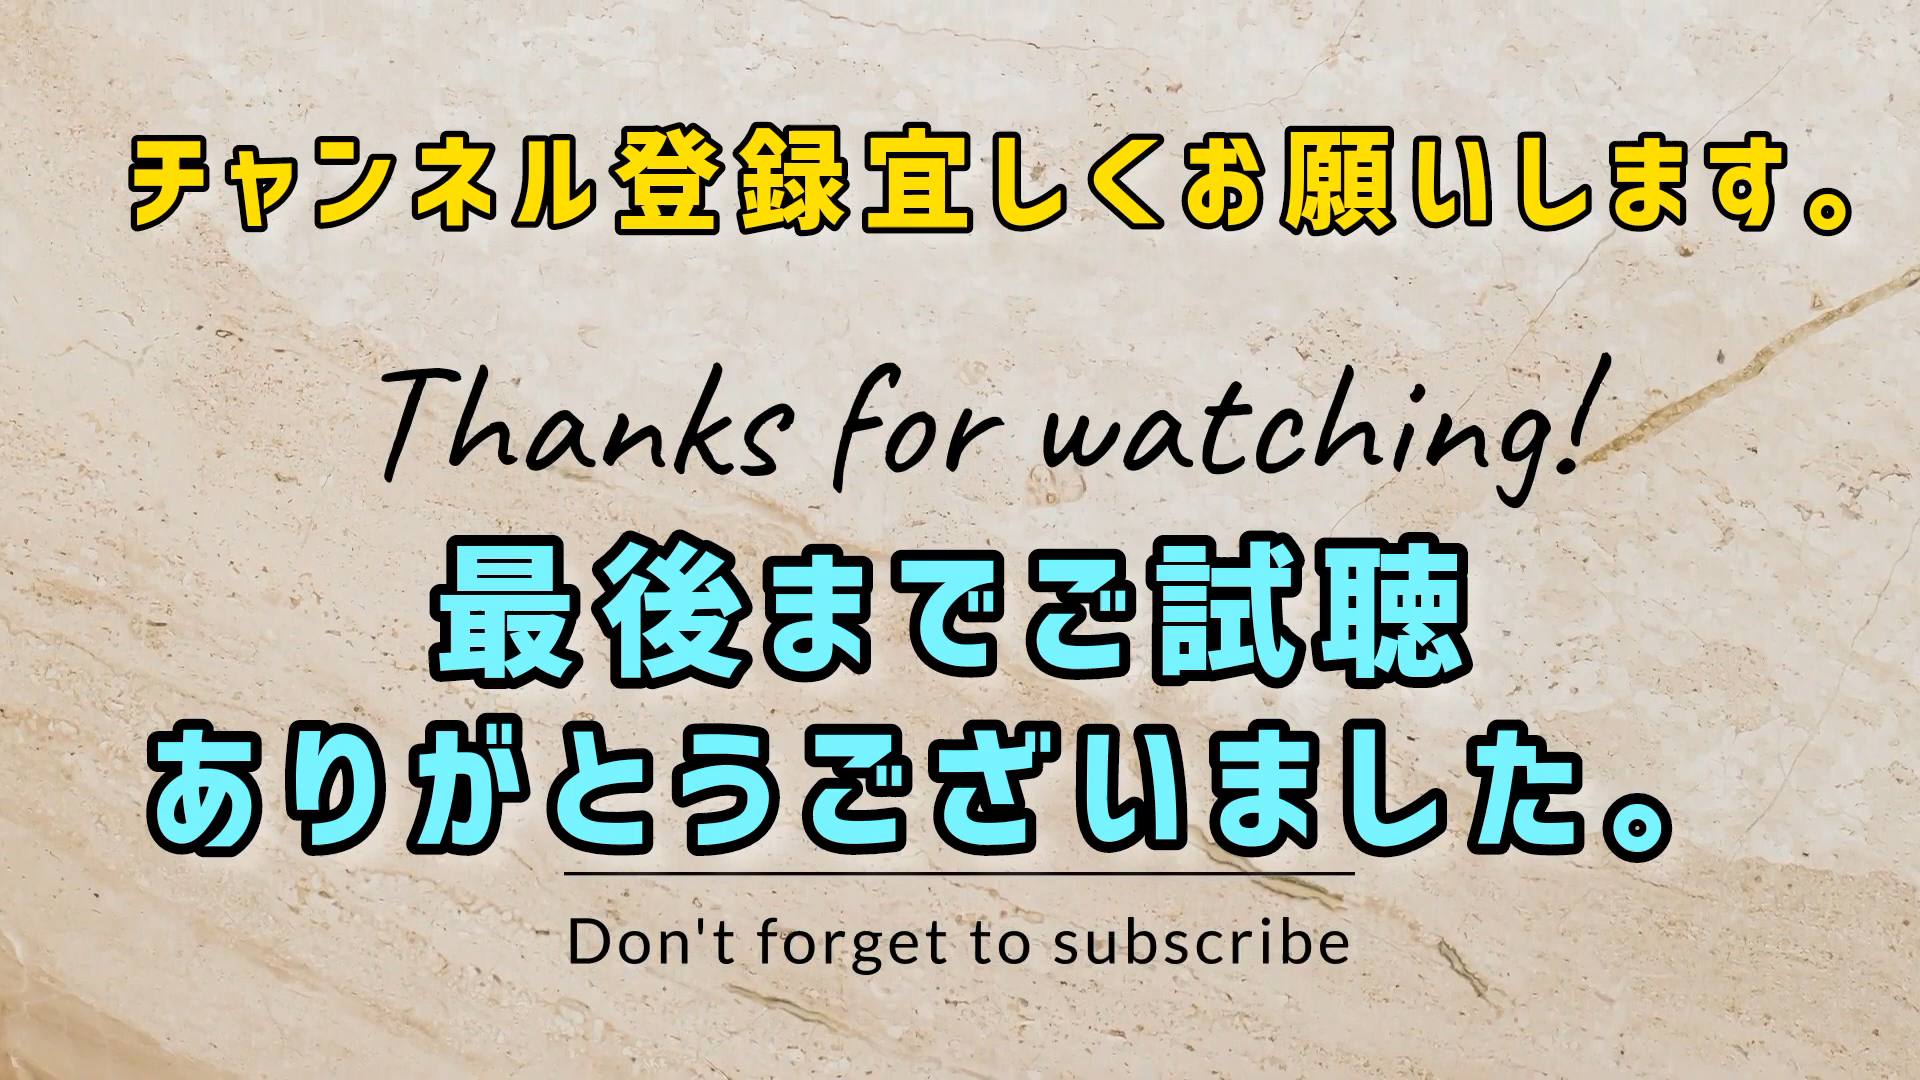 チャンネル登録宜しくお願いします。
Thanks for watching!
最後までご試聴
ありがとうございました。
Don't forget to subscribe